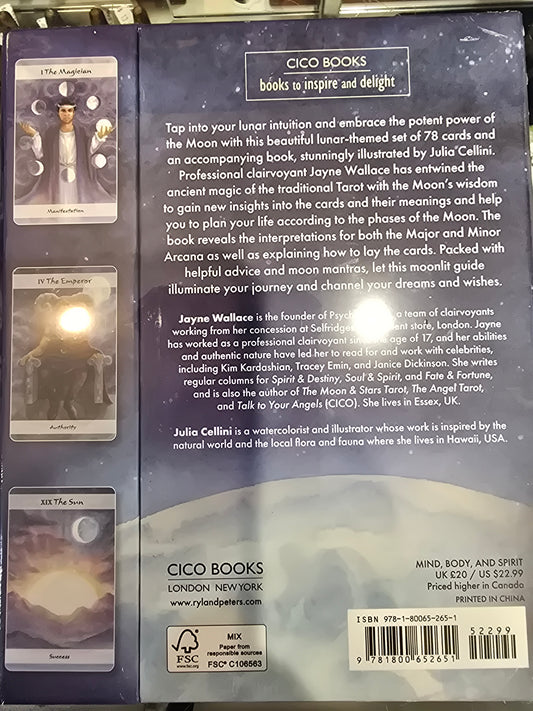 I The Magician
Manifestation
IV The Emperor
Authority
XIX The Sun
Success
CICO BOOKS
books to inspire and delight
Tap into your lunar intuition and embrace the potent power of
the Moon with this beautiful lunar-themed set of 78 cards and
an accompanying book, stunningly illustrated by Julia Cellini.
Professional clairvoyant Jayne Wallace has entwined the
ancient magic of the traditional Tarot with the Moon's wisdom
to gain new insights into the cards and their meanings and help
you to plan your life according to the phases of the Moon. The
book reveals the interpretations for both the Major and Minor
Arcana as well as explaining how to lay the cards. Packed with
helpful advice and moon mantras, let this moonlit guide
illuminate your journey and channel your dreams and wishes.
Jayne Wallace is the founder of a team of clairvoyants
working from her concession at Selfridges store, London. Jayne
has worked as a professional clairvoyant age of 17, and her abilities
and authentic nature have led her to read for and work with celebrities,
including Kim Kardashian, Tracey Emin, and Janice Dickinson. She writes
regular columns for Spirit & Destiny, Soul & Spirit, and Fate & Fortune,
and is also the author of The Moon & Stars Tarot, The Angel Tarot,
and Talk to Your Angels (CICO). She lives in Essex, UK.
Julia Cellini is a watercolorist and illustrator whose work is inspired by the
natural world and the local flora and fauna where she lives in Hawaii, USA.
CICO BOOKS
LONDON NEW YORK
www.rylandpeters.com
FSC
www.fsc.org
MIX
Paper from
responsible sources
FSC® C106563
MIND, BODY, AND SPIRIT
UK £20 / US $22.99
Priced higher in Canada
PRINTED IN CHINA
ISBN 978-1-80065-265-1
52299
9 781800 652651